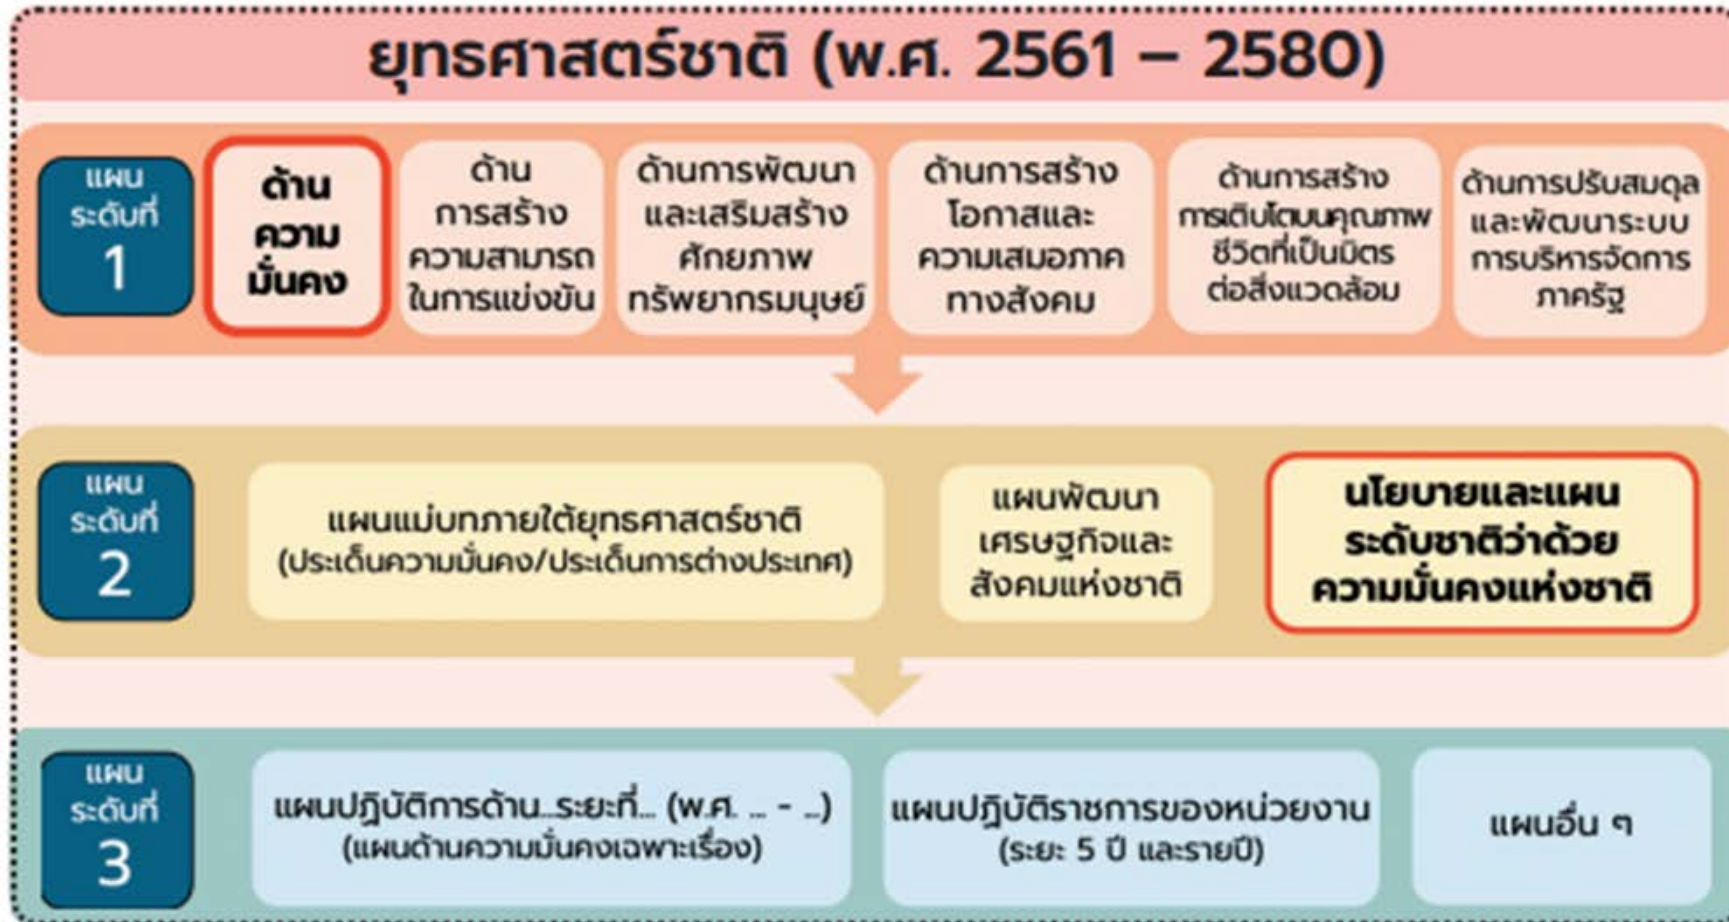 ยุทธศาสตร์ชาติ (พ.ศ. 2561 – 2580)
แผน
ระดับที่
1
ด้าน
ความ
มั่นคง
ด้าน
การสร้าง
ความสามารถ
ในการแข่งขัน
ด้านการพัฒนา
และเสริมสร้าง
ศักยภาพ
ทรัพยากรมนุษย์
ด้านการสร้าง
โอกาสและ
ความเสมอภาค
ทางสังคม
ด้านการสร้าง
การเติบโตบนคุณภาพ
ชีวิตที่เป็นมิตร
ต่อสิ่งแวดล้อม
ด้านการปรับสมดุล
และพัฒนาระบบ
การบริหารจัดการ
ภาครัฐ
แผน
ระดับที่
2
แผนแม่บทภายใต้ยุทธศาสตร์ชาติ
(ประเด็นความมั่นคง/ประเด็นการต่างประเทศ)
แผนพัฒนา
เศรษฐกิจและ
สังคมแห่งชาติ
นโยบายและแผน
ระดับชาติว่าด้วย
ความมั่นคงแห่งชาติ
แผน
ระดับที่
3
แผนปฏิบัติการด้าน...ระยะที่... (พ.ศ. ... - ...)
(แผนด้านความมั่นคงเฉพาะเรื่อง)
แผนปฏิบัติราชการของหน่วยงาน
(ระยะ 5 ปี และรายปี)
แผนอื่น ๆ